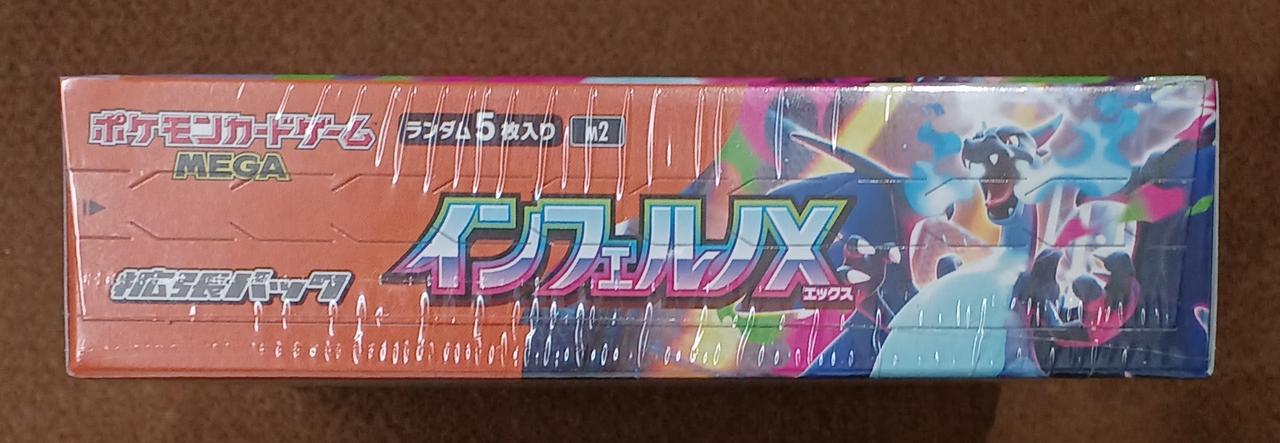 ポケモンカードゲーム
MEGA
ランダム5枚入り M2
拡張パック
インフェルノX
エックス